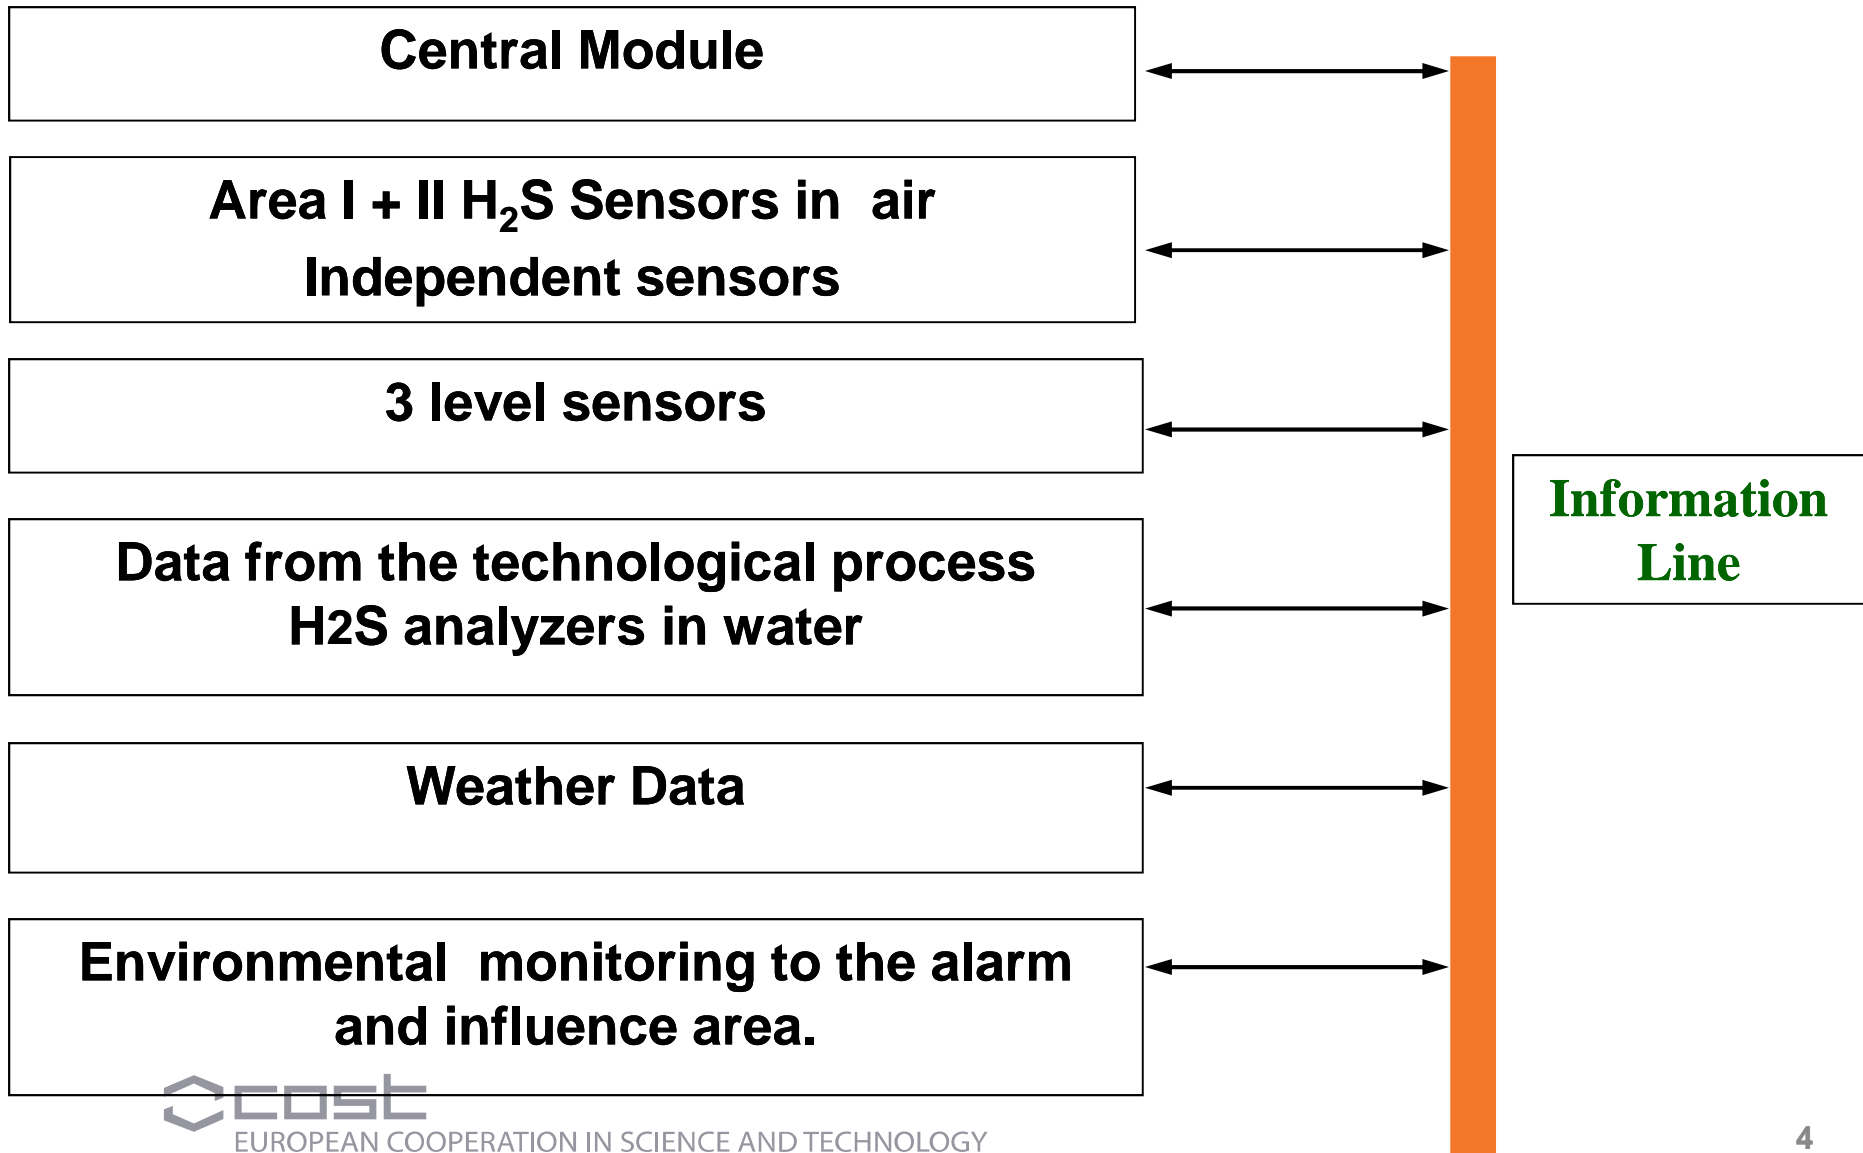 Central Module
Area I + II H₂S Sensors in  air
Independent sensors
3 level sensors
Data from the technological process
H2S analyzers in water
Weather Data
Environmental  monitoring to the alarm
and influence area.
Information
Line
cost
EUROPEAN COOPERATION IN SCIENCE AND TECHNOLOGY
4